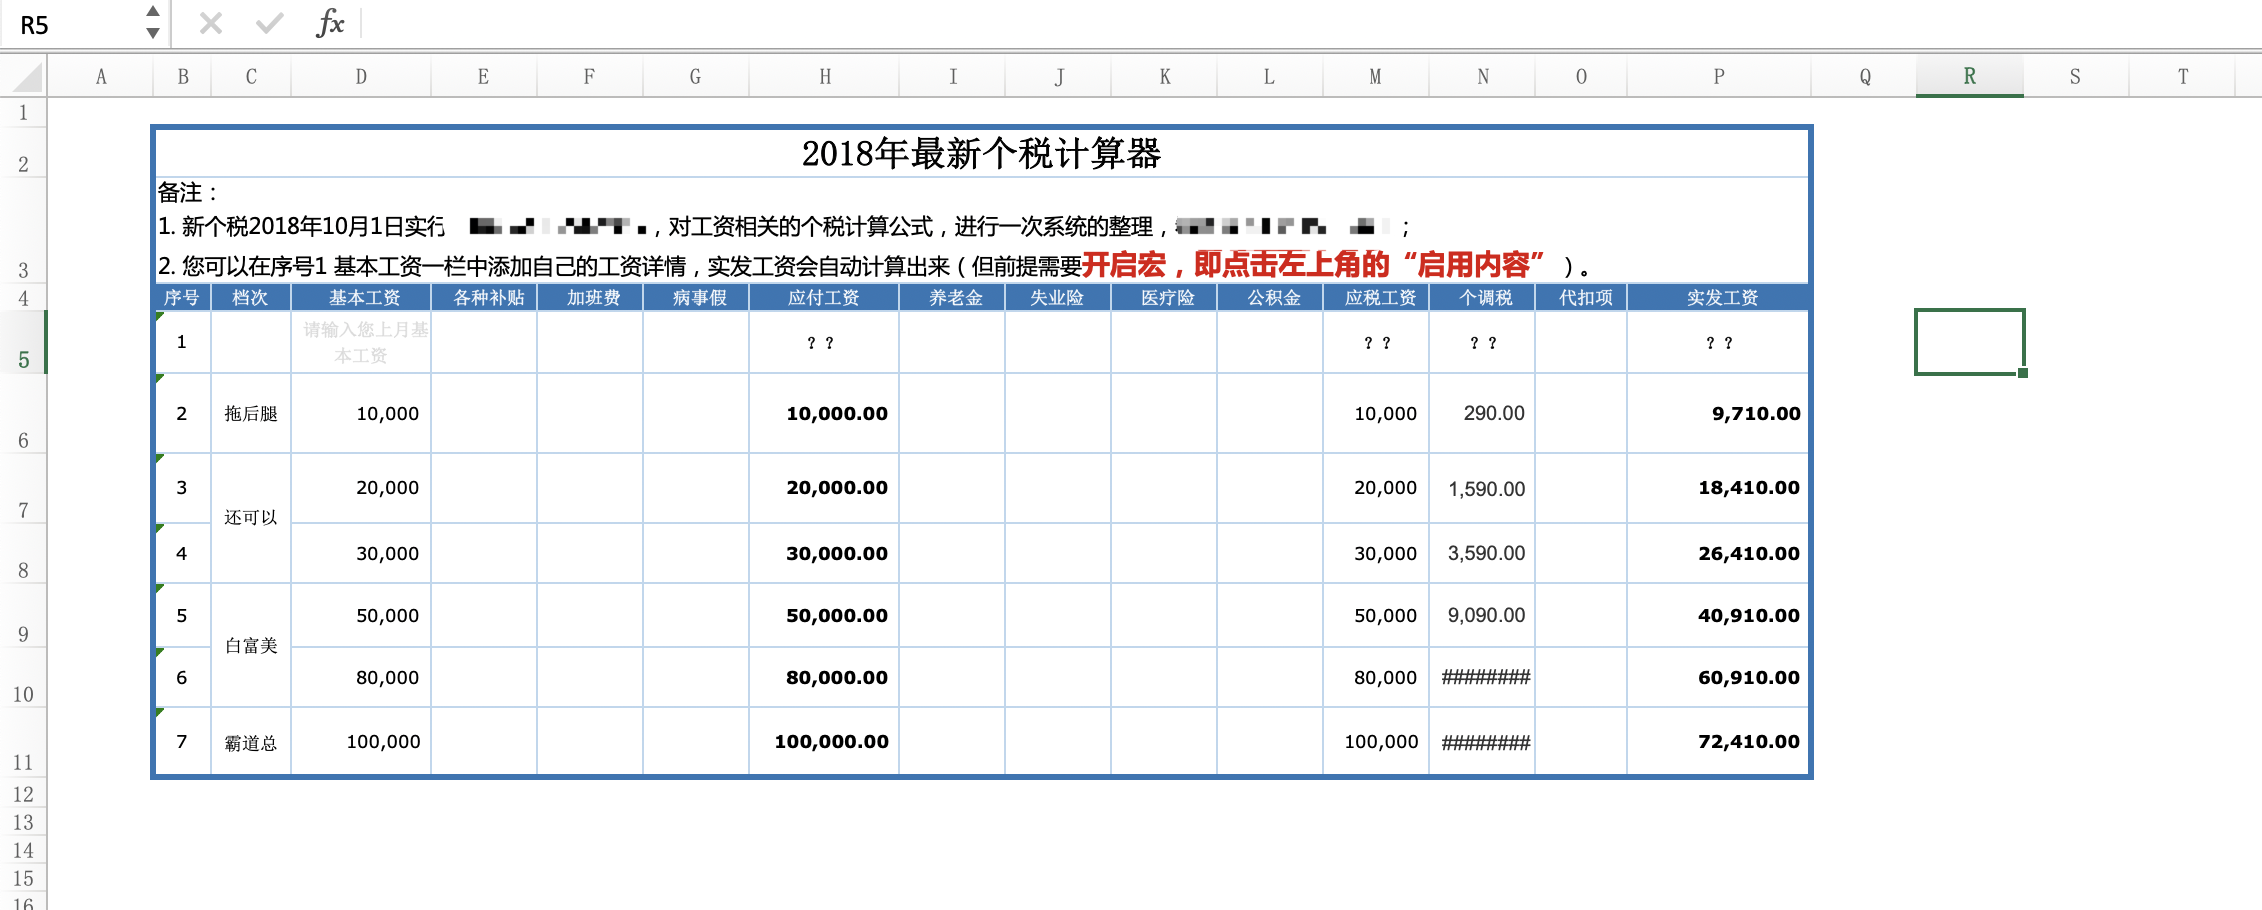 R5
fx
A B C D E F G H I J K L M N O P Q R S T
1
2 2018年最新个税计算器
备注：
1. 新个税2018年10月1日实行 ，对工资相关的个税计算公式，进行一次系统的整理， ；
3 2. 您可以在序号1 基本工资一栏中添加自己的工资详情，实发工资会自动计算出来（但前提需要开启宏，即点击左上角的“启用内容” ）。
4 序号 档次 基本工资 各种补贴 加班费 病事假 应付工资 养老金 失业险 医疗险 公积金 应税工资 个调税 代扣项 实发工资
5 1 请输入您上月基本工资 ？？ ？？ ？？ ？？
6 2 拖后腿 10,000 10,000.00 10,000 290.00 9,710.00
7 3 还可以 20,000 20,000.00 20,000 1,590.00 18,410.00
8 4 30,000 30,000.00 30,000 3,590.00 26,410.00
9 5 白富美 50,000 50,000.00 50,000 9,090.00 40,910.00
10 6 80,000 80,000.00 80,000 ######## 60,910.00
11 7 霸道总 100,000 100,000.00 100,000 ######## 72,410.00
12
13
14
15
16